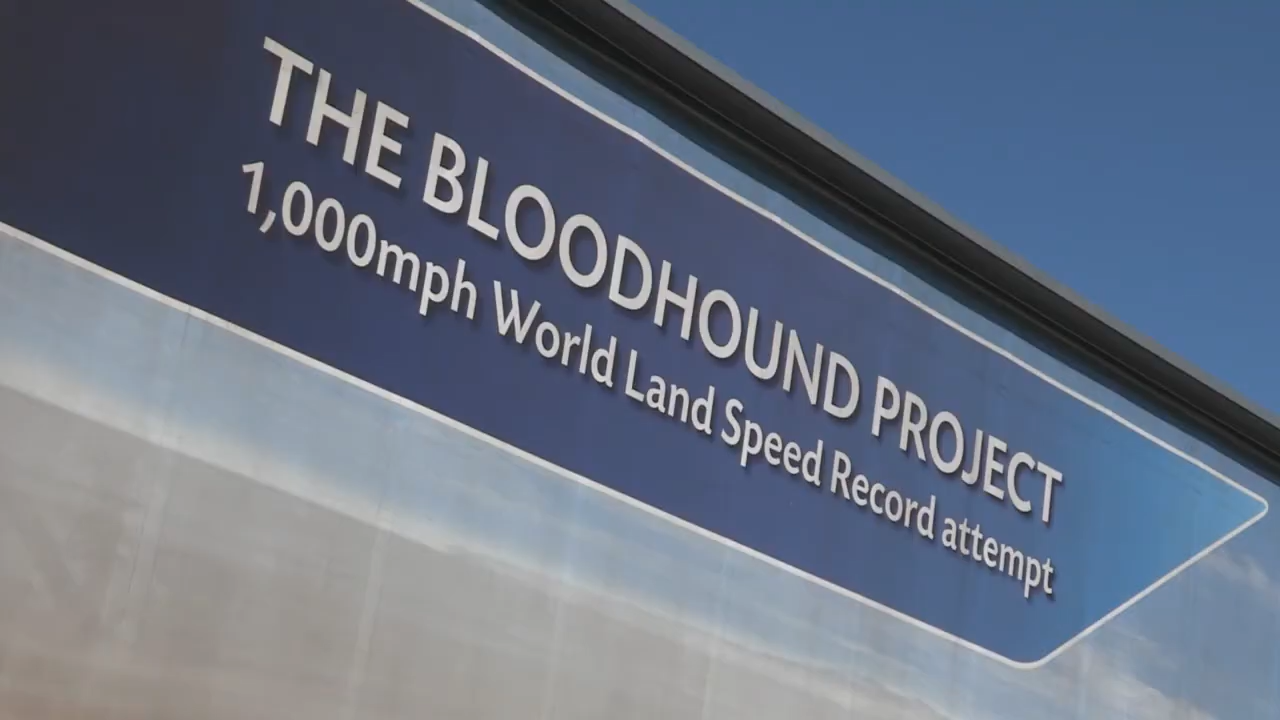 THE BLOODHOUND PROJECT
1,000mph World Land Speed Record attempt